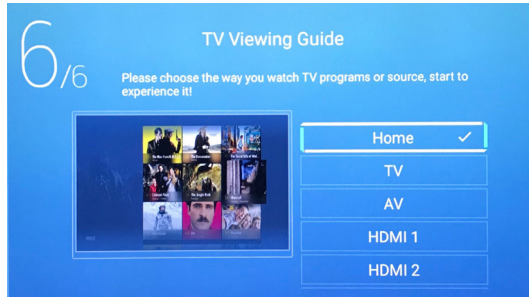 6/6
TV Viewing Guide
Please choose the way you watch TV programs or source, start to
experience it!
Home
TV
AV
HDMI 1
HDMI 2